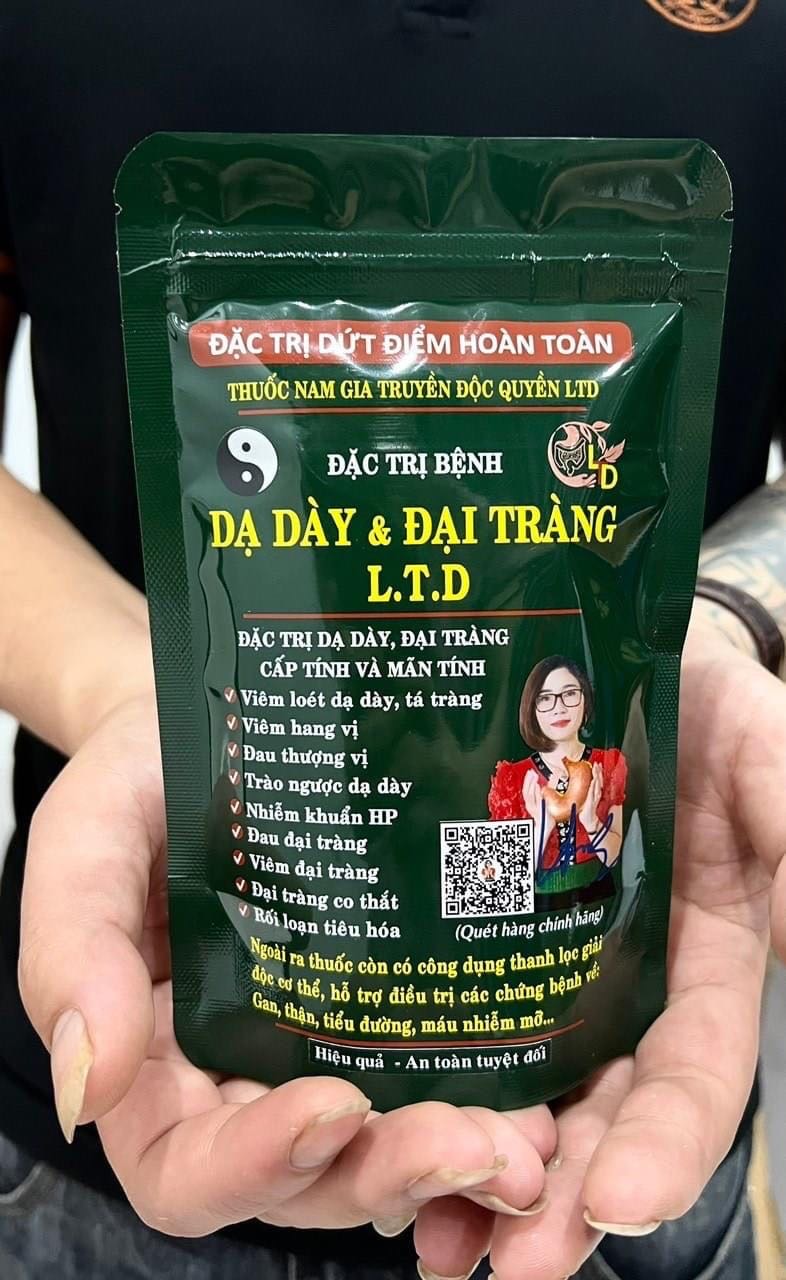 ĐẶC TRỊ DỨT ĐIỂM HOÀN TOÀN
THUỐC NAM GIA TRUYỀN ĐỘC QUYỀN LTD
ĐẶC TRỊ BỆNH
LD
DẠ DÀY & ĐẠI TRÀNG
L.T.D
ĐẶC TRỊ DẠ DÀY, ĐẠI TRÀNG
CẤP TÍNH VÀ MÃN TÍNH
Viêm loét dạ dày, tá tràng
Viêm hang vị
Đau thượng vị
Trào ngược dạ dày
Nhiễm khuẩn HP
Đau đại tràng
Viêm đại tràng
Đại tràng co thắt
Rối loạn tiêu hóa
(Quét hàng chính hãng)
Ngoài ra thuốc còn có công dụng thanh lọc giải
độc cơ thể, hỗ trợ điều trị các chứng bệnh về:
Gan, thận, tiểu đường, máu nhiễm mỡ...
Hiệu quả - An toàn tuyệt đối